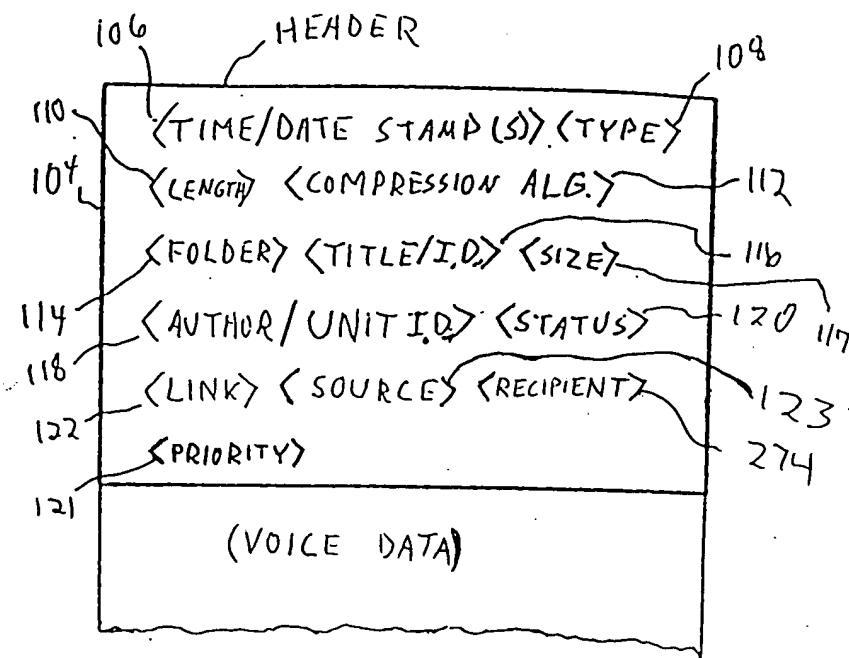 106 HEADER 108
110 <TIME/DATE STAMP(S)> <TYPE>
104 <LENGTH> <COMPRESSION ALG.> 112
<FOLDER> <TITLE/I.D.> <SIZE> 116
114 <AUTHOR/UNIT I.D.> <STATUS> 120 117
118 <LINK> <SOURCE> <RECIPIENT> 123
122 <PRIORITY> 274
121
(VOICE DATA)